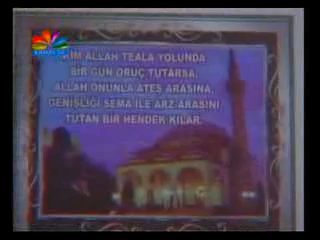 KİM ALLAH TEALA YOLUNDA
BİR GÜN ORUÇ TUTARSA,
ALLAH ONUNLA ATEŞ ARASINA,
GENİŞLİĞİ SEMA İLE ARZ ARASINI
TUTAN BİR HENDEK KILAR.